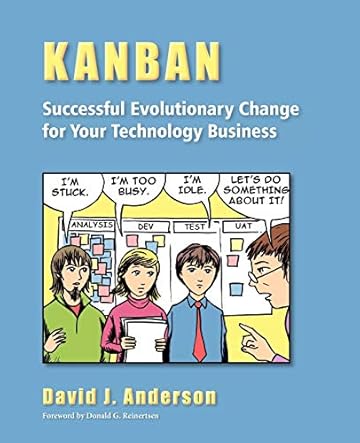 KANBAN
Successful Evolutionary Change
for Your Technology Business
I'M
STUCK.
I'M TOO
BUSY.
I'M
IDLE.
LET'S DO
SOMETHING
ABOUT IT!
ANALYSIS
DEV
TEST
UAT
David J. Anderson
Foreword by Donald G. Reinertsen